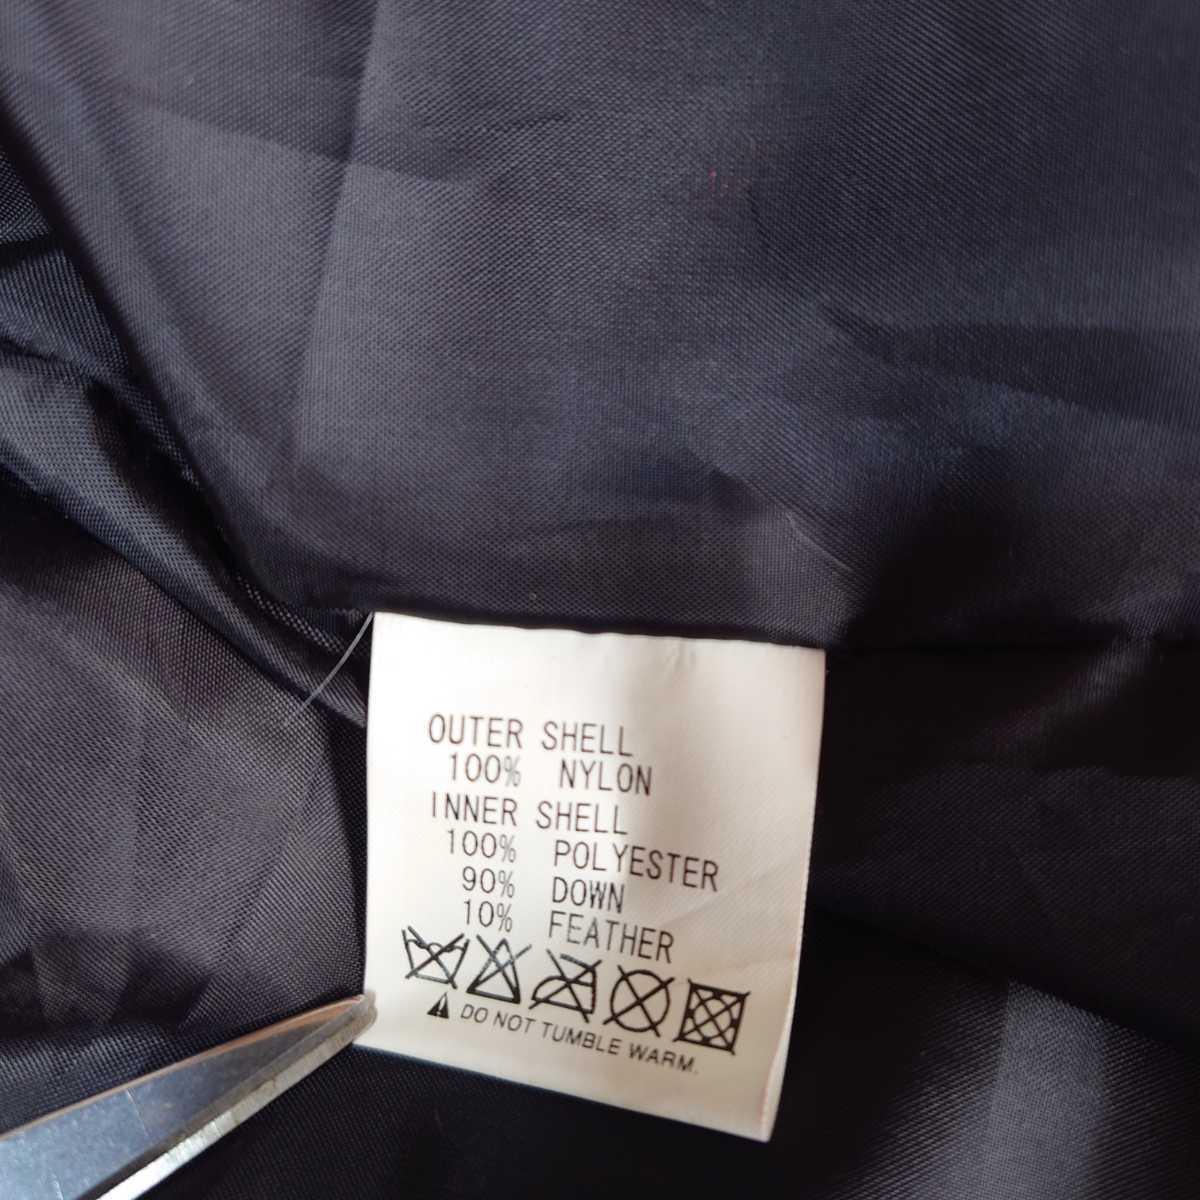 OUTER SHELL
100% NYLON
INNER SHELL
100% POLYESTER
90% DOWN
10% FEATHER
DO NOT TUMBLE WARM.